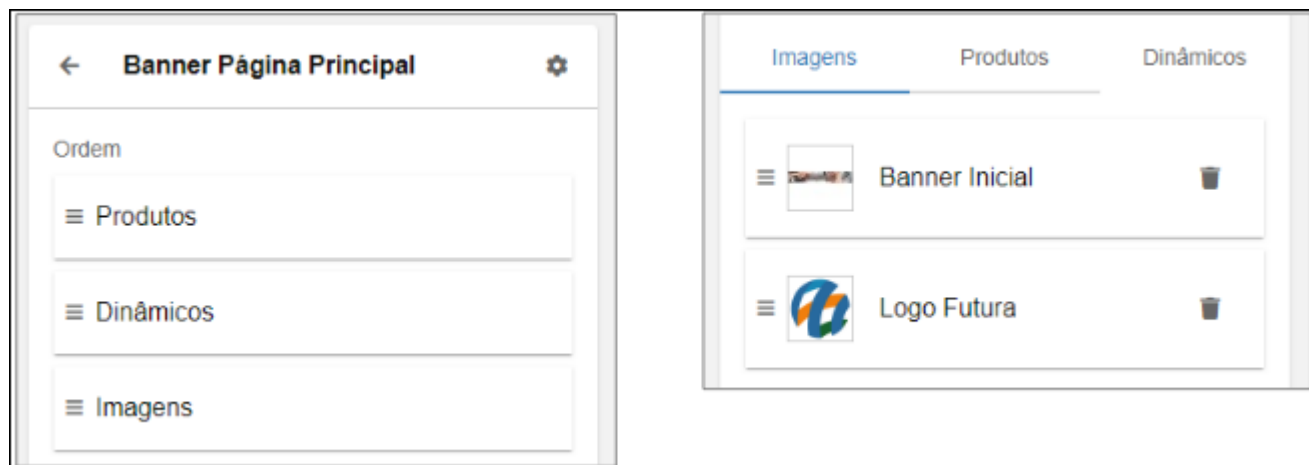 Banner Página Principal
Ordem
Produtos
Dinâmicos
Imagens
Imagens Produtos Dinâmicos
Banner Inicial
Logo Futura